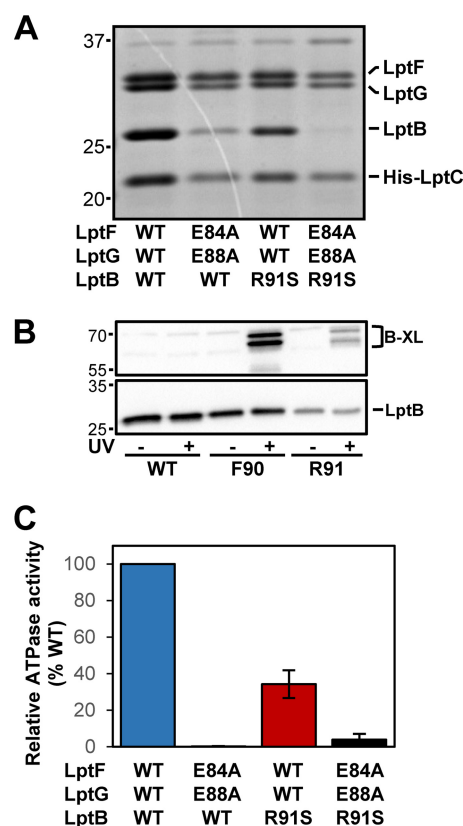 A
37
LptF
LptG
25
LptB
20
His-LptC
LptF WT E84A WT E84A
LptG WT E88A WT E88A
LptB WT WT R91S R91S
B
70
B-XL
55
35
LptB
25
UV - + - + - +
WT F90 R91
C
Relative ATPase activity
(% WT)
100
80
60
40
20
0
LptF WT E84A WT E84A
LptG WT E88A WT E88A
LptB WT WT R91S R91S